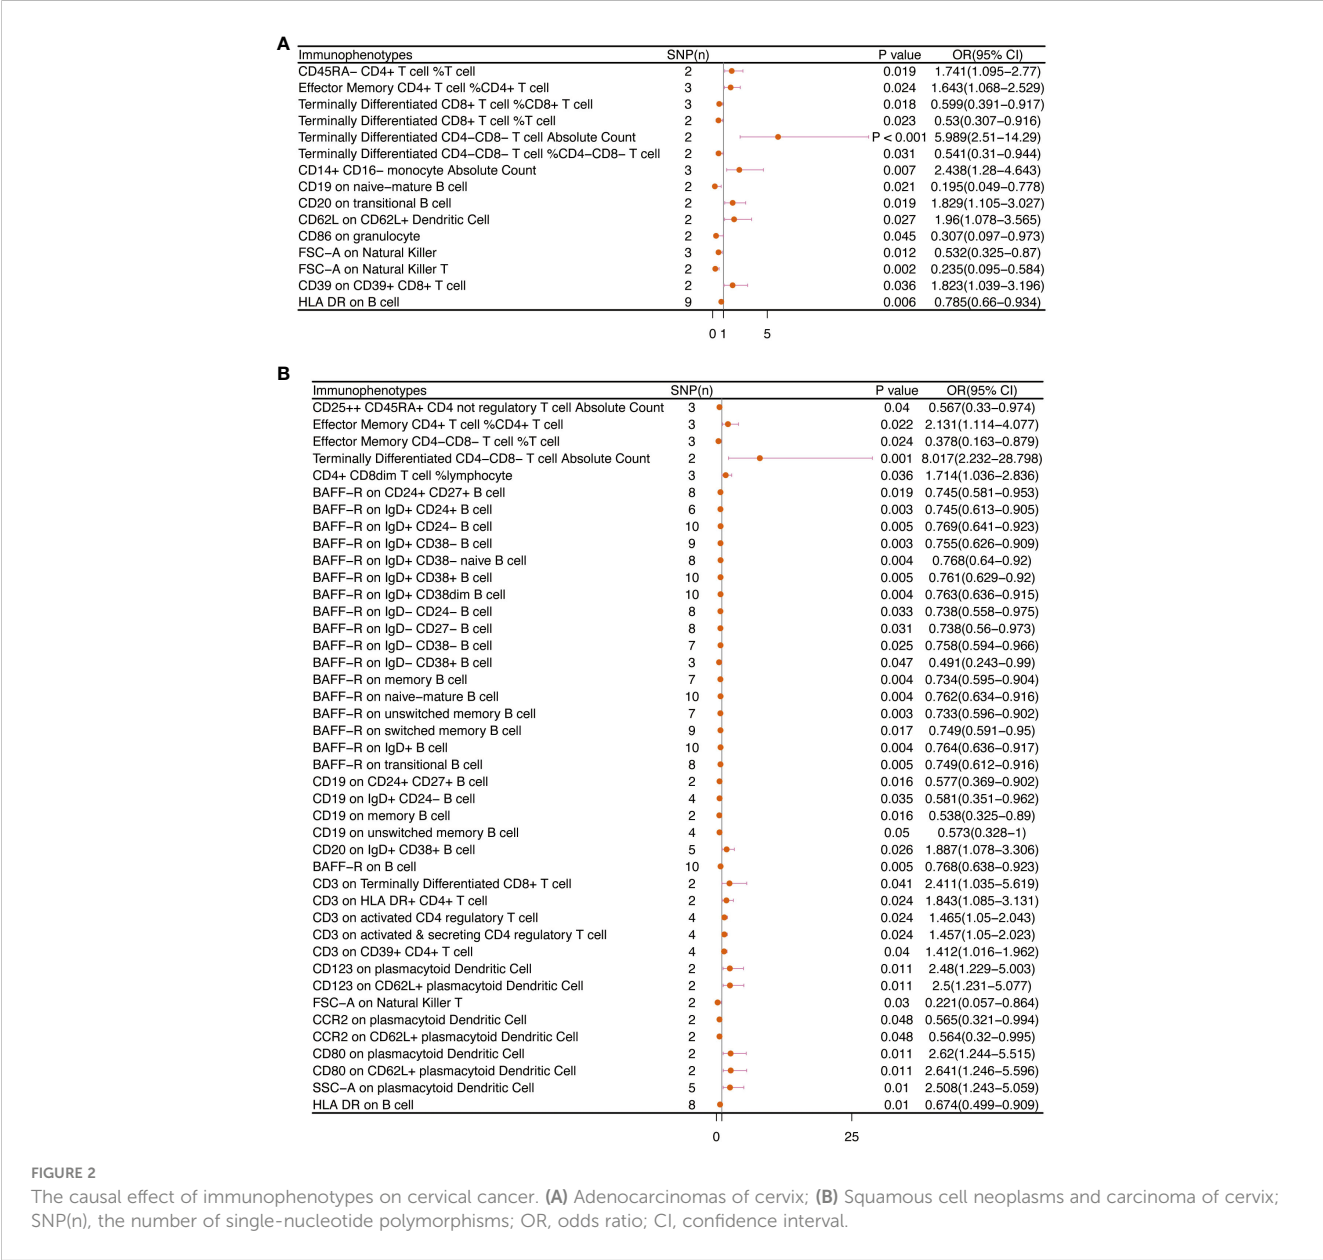 A
Immunophenotypes SNP(n) P value OR(95% CI)
CD45RA− CD4+ T cell %T cell 2 0.019 1.741(1.095−2.77)
Effector Memory CD4+ T cell %CD4+ T cell 3 0.024 1.643(1.068−2.529)
Terminally Differentiated CD8+ T cell %CD8+ T cell 3 0.018 0.599(0.391−0.917)
Terminally Differentiated CD8+ T cell %T cell 2 0.023 0.53(0.307−0.916)
Terminally Differentiated CD4−CD8− T cell Absolute Count 2 P < 0.001 5.989(2.51−14.29)
Terminally Differentiated CD4−CD8− T cell %CD4−CD8− T cell 2 0.031 0.541(0.31−0.944)
CD14+ CD16− monocyte Absolute Count 3 0.007 2.438(1.28−4.643)
CD19 on naive−mature B cell 2 0.021 0.195(0.049−0.778)
CD20 on transitional B cell 2 0.019 1.829(1.105−3.027)
CD62L on CD62L+ Dendritic Cell 2 0.027 1.96(1.078−3.565)
CD86 on granulocyte 2 0.045 0.307(0.097−0.973)
FSC−A on Natural Killer 3 0.012 0.532(0.325−0.87)
FSC−A on Natural Killer T 2 0.002 0.235(0.095−0.584)
CD39 on CD39+ CD8+ T cell 2 0.036 1.823(1.039−3.196)
HLA DR on B cell 9 0.006 0.785(0.66−0.934)
0 1 5
B
Immunophenotypes SNP(n) P value OR(95% CI)
CD25++ CD45RA+ CD4 not regulatory T cell Absolute Count 3 0.04 0.567(0.33−0.974)
Effector Memory CD4+ T cell %CD4+ T cell 3 0.022 2.131(1.114−4.077)
Effector Memory CD4−CD8− T cell %T cell 3 0.024 0.378(0.163−0.879)
Terminally Differentiated CD4−CD8− T cell Absolute Count 2 0.001 8.017(2.232−28.798)
CD4+ CD8dim T cell %lymphocyte 3 0.036 1.714(1.036−2.836)
BAFF−R on CD24+ CD27+ B cell 8 0.019 0.745(0.581−0.953)
BAFF−R on IgD+ CD24+ B cell 6 0.003 0.745(0.613−0.905)
BAFF−R on IgD+ CD24− B cell 10 0.005 0.769(0.641−0.923)
BAFF−R on IgD+ CD38− B cell 9 0.003 0.755(0.626−0.909)
BAFF−R on IgD+ CD38− naive B cell 8 0.004 0.768(0.64−0.92)
BAFF−R on IgD+ CD38+ B cell 10 0.005 0.761(0.629−0.92)
BAFF−R on IgD+ CD38dim B cell 10 0.004 0.763(0.636−0.915)
BAFF−R on IgD− CD24− B cell 8 0.033 0.738(0.558−0.975)
BAFF−R on IgD− CD27− B cell 8 0.031 0.738(0.56−0.973)
BAFF−R on IgD− CD38− B cell 7 0.025 0.758(0.594−0.966)
BAFF−R on IgD− CD38+ B cell 3 0.047 0.491(0.243−0.99)
BAFF−R on memory B cell 7 0.004 0.734(0.595−0.904)
BAFF−R on naive−mature B cell 10 0.004 0.762(0.634−0.916)
BAFF−R on unswitched memory B cell 7 0.003 0.733(0.596−0.902)
BAFF−R on switched memory B cell 9 0.017 0.749(0.591−0.95)
BAFF−R on IgD+ B cell 10 0.004 0.764(0.636−0.917)
BAFF−R on transitional B cell 8 0.005 0.749(0.612−0.916)
CD19 on CD24+ CD27+ B cell 2 0.016 0.577(0.369−0.902)
CD19 on IgD+ CD24− B cell 4 0.035 0.581(0.351−0.962)
CD19 on memory B cell 2 0.016 0.538(0.325−0.89)
CD19 on unswitched memory B cell 4 0.05 0.573(0.328−1)
CD20 on IgD+ CD38+ B cell 5 0.026 1.887(1.078−3.306)
BAFF−R on B cell 10 0.005 0.768(0.638−0.923)
CD3 on Terminally Differentiated CD8+ T cell 2 0.041 2.411(1.035−5.619)
CD3 on HLA DR+ CD4+ T cell 2 0.024 1.843(1.085−3.131)
CD3 on activated CD4 regulatory T cell 4 0.024 1.465(1.05−2.043)
CD3 on activated & secreting CD4 regulatory T cell 4 0.024 1.457(1.05−2.023)
CD3 on CD39+ CD4+ T cell 4 0.04 1.412(1.016−1.962)
CD123 on plasmacytoid Dendritic Cell 2 0.011 2.48(1.229−5.003)
CD123 on CD62L+ plasmacytoid Dendritic Cell 2 0.011 2.5(1.231−5.077)
FSC−A on Natural Killer T 2 0.03 0.221(0.057−0.864)
CCR2 on plasmacytoid Dendritic Cell 2 0.048 0.565(0.321−0.994)
CCR2 on CD62L+ plasmacytoid Dendritic Cell 2 0.048 0.564(0.32−0.995)
CD80 on plasmacytoid Dendritic Cell 2 0.011 2.62(1.244−5.515)
CD80 on CD62L+ plasmacytoid Dendritic Cell 2 0.011 2.641(1.246−5.596)
SSC−A on plasmacytoid Dendritic Cell 5 0.01 2.508(1.243−5.059)
HLA DR on B cell 8 0.01 0.674(0.499−0.909)
0 25
FIGURE 2
The causal effect of immunophenotypes on cervical cancer. (A) Adenocarcinomas of cervix; (B) Squamous cell neoplasms and carcinoma of cervix;
SNP(n), the number of single-nucleotide polymorphisms; OR, odds ratio; CI, confidence interval.